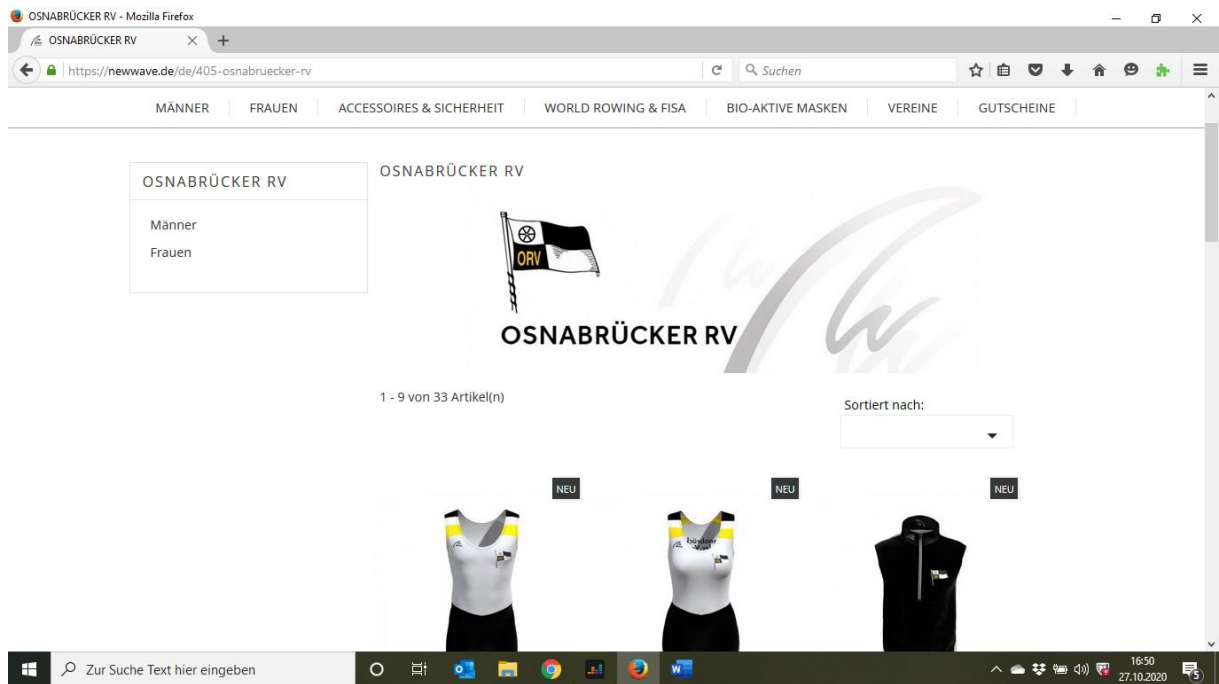 OSNABRÜCKER RV - Mozilla Firefox
OSNABRÜCKER RV
https://newwave.de/de/405-osnabruecker-rv
Suchen
MÄNNER FRAUEN ACCESSOIRES & SICHERHEIT WORLD ROWING & FISA BIO-AKTIVE MASKEN VEREINE GUTSCHEINE
OSNABRÜCKER RV
Männer
Frauen
OSNABRÜCKER RV
ORV
OSNABRÜCKER RV
1 - 9 von 33 Artikel(n)
Sortiert nach:
NEU NEU NEU
Zur Suche Text hier eingeben
16:50
27.10.2020
5